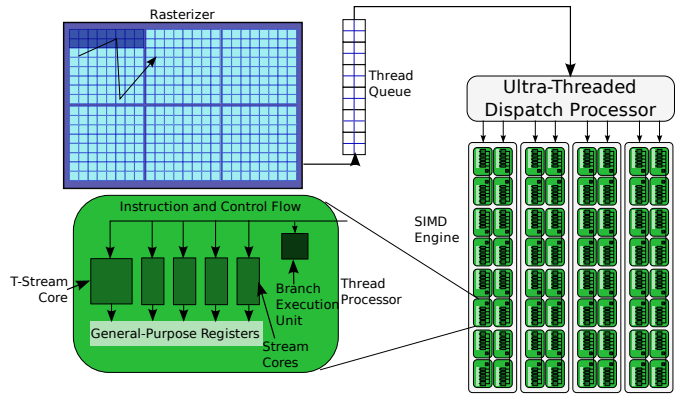 Rasterizer
Thread
Queue
Ultra-Threaded
Dispatch Processor
Instruction and Control Flow
SIMD
Engine
T-Stream
Core
Branch
Execution
Unit
Thread
Processor
General-Purpose Registers
Stream
Cores